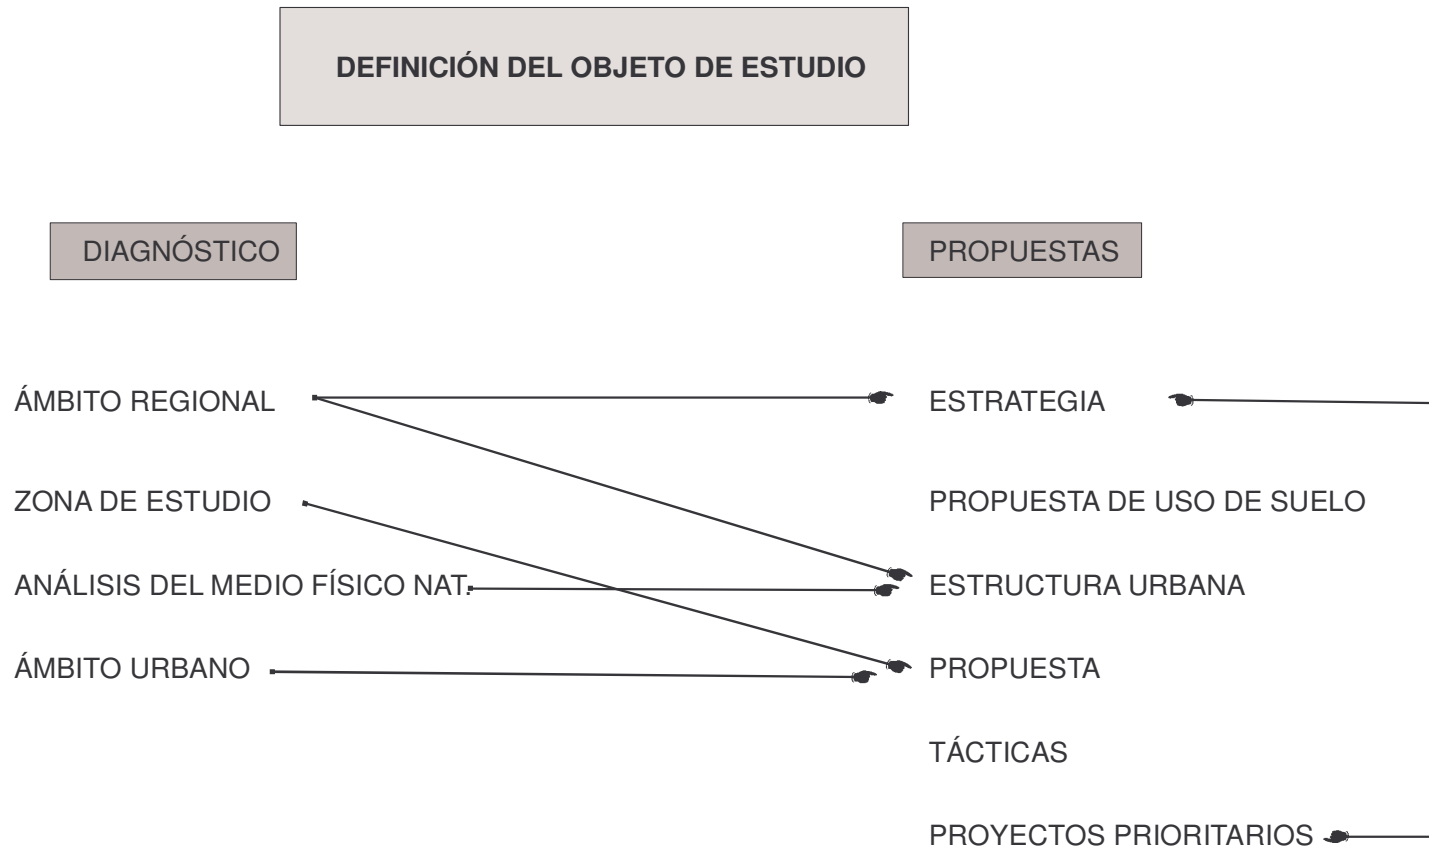 DEFINICIÓN DEL OBJETO DE ESTUDIO
DIAGNÓSTICO
PROPUESTAS
ÁMBITO REGIONAL
ESTRATEGIA
ZONA DE ESTUDIO
PROPUESTA DE USO DE SUELO
ANÁLISIS DEL MEDIO FÍSICO NAT.
ESTRUCTURA URBANA
ÁMBITO URBANO
PROPUESTA
TÁCTICAS
PROYECTOS PRIORITARIOS